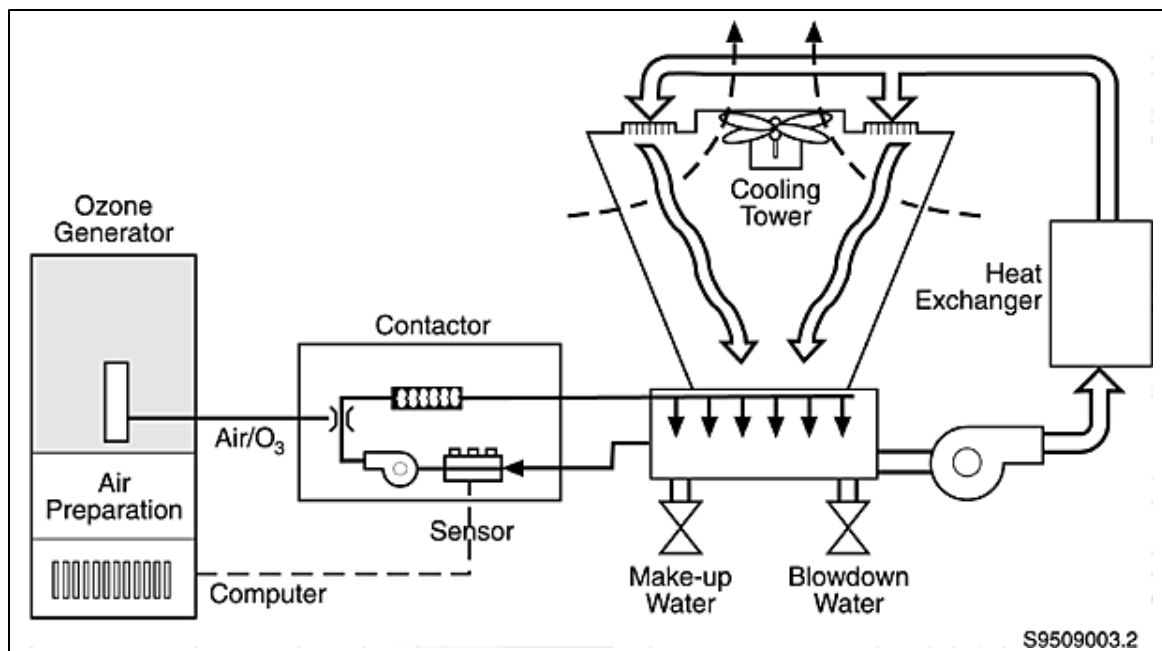 Ozone
Generator
Air
Preparation
Air/O₃
Contactor
Sensor
Computer
Cooling
Tower
Heat
Exchanger
Make-up
Water
Blowdown
Water
S9509003.2